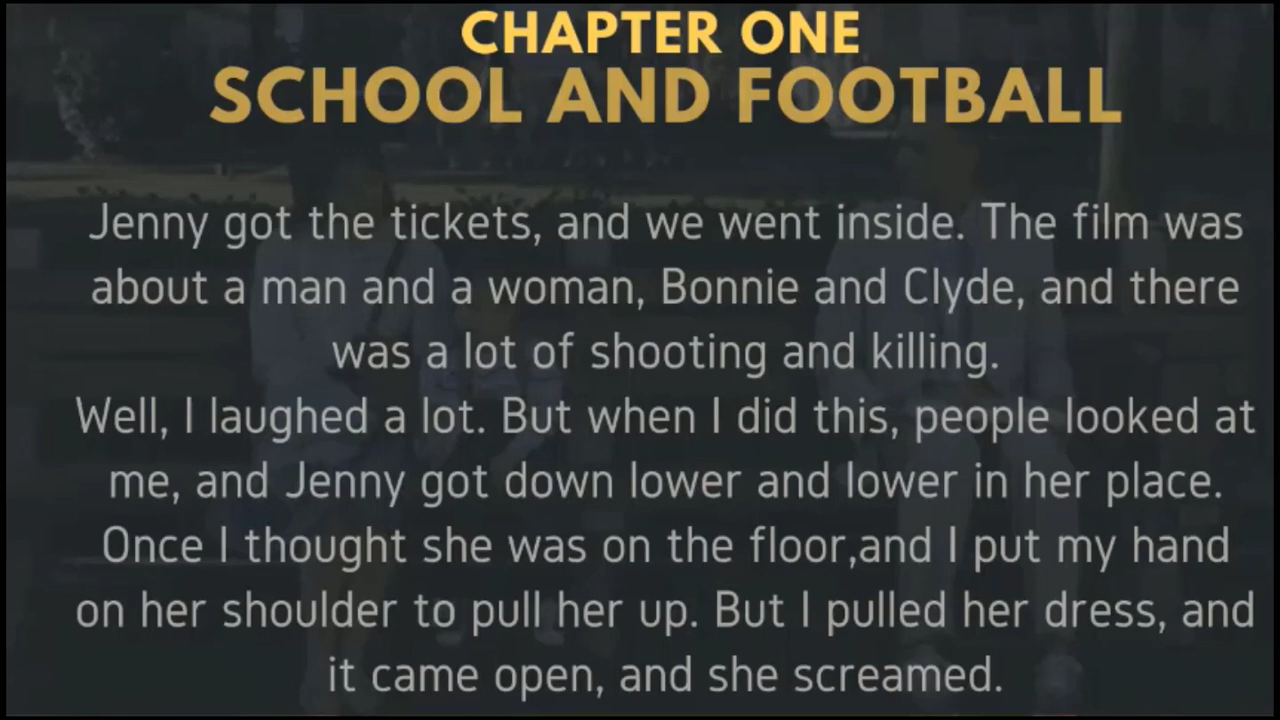 CHAPTER ONE
SCHOOL AND FOOTBALL
Jenny got the tickets, and we went inside. The film was
about a man and a woman, Bonnie and Clyde, and there
was a lot of shooting and killing.
Well, I laughed a lot. But when I did this, people looked at
me, and Jenny got down lower and lower in her place.
Once I thought she was on the floor,and I put my hand
on her shoulder to pull her up. But I pulled her dress, and
it came open, and she screamed.